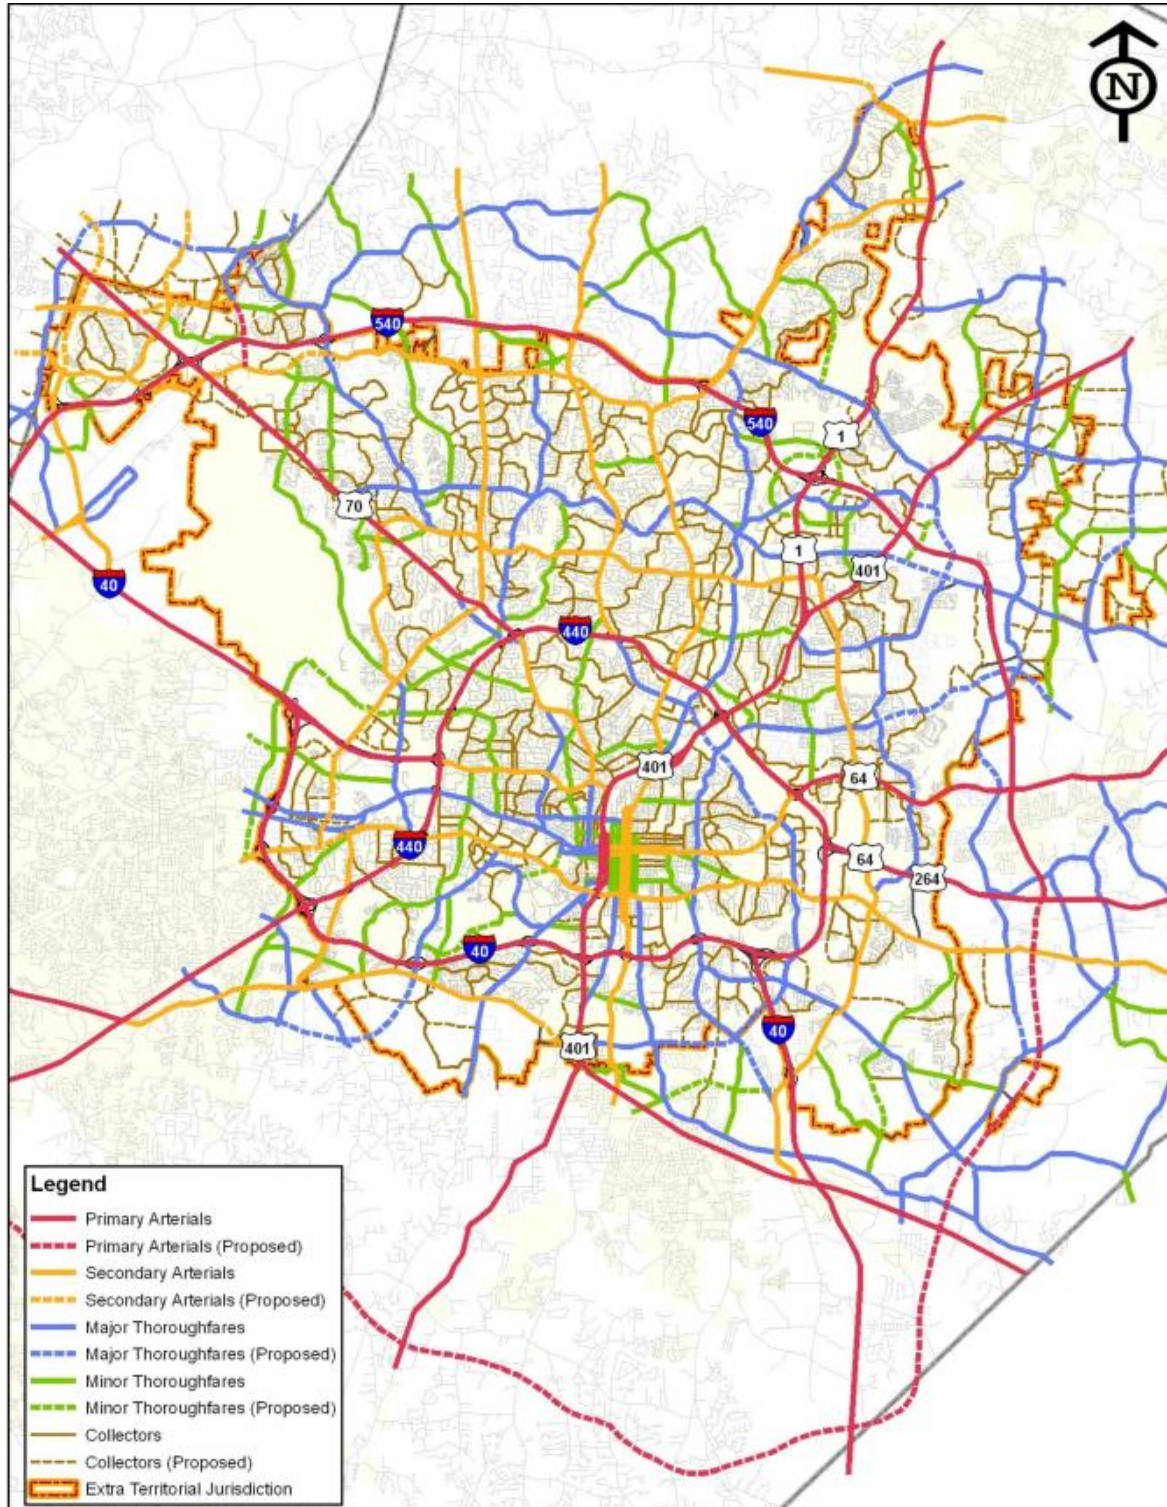 N
540
540
1
70
1
401
40
440
401
64
440
64
264
40
40
401
Legend
Primary Arterials
Primary Arterials (Proposed)
Secondary Arterials
Secondary Arterials (Proposed)
Major Thoroughfares
Major Thoroughfares (Proposed)
Minor Thoroughfares
Minor Thoroughfares (Proposed)
Collectors
Collectors (Proposed)
Extra Territorial Jurisdiction